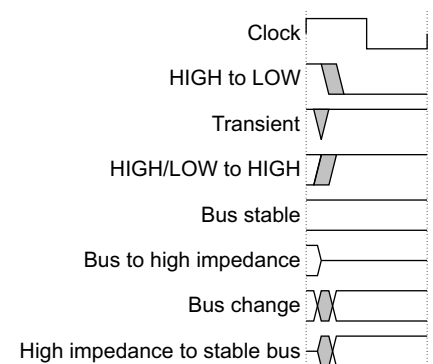 Clock
HIGH to LOW
Transient
HIGH/LOW to HIGH
Bus stable
Bus to high impedance
Bus change
High impedance to stable bus